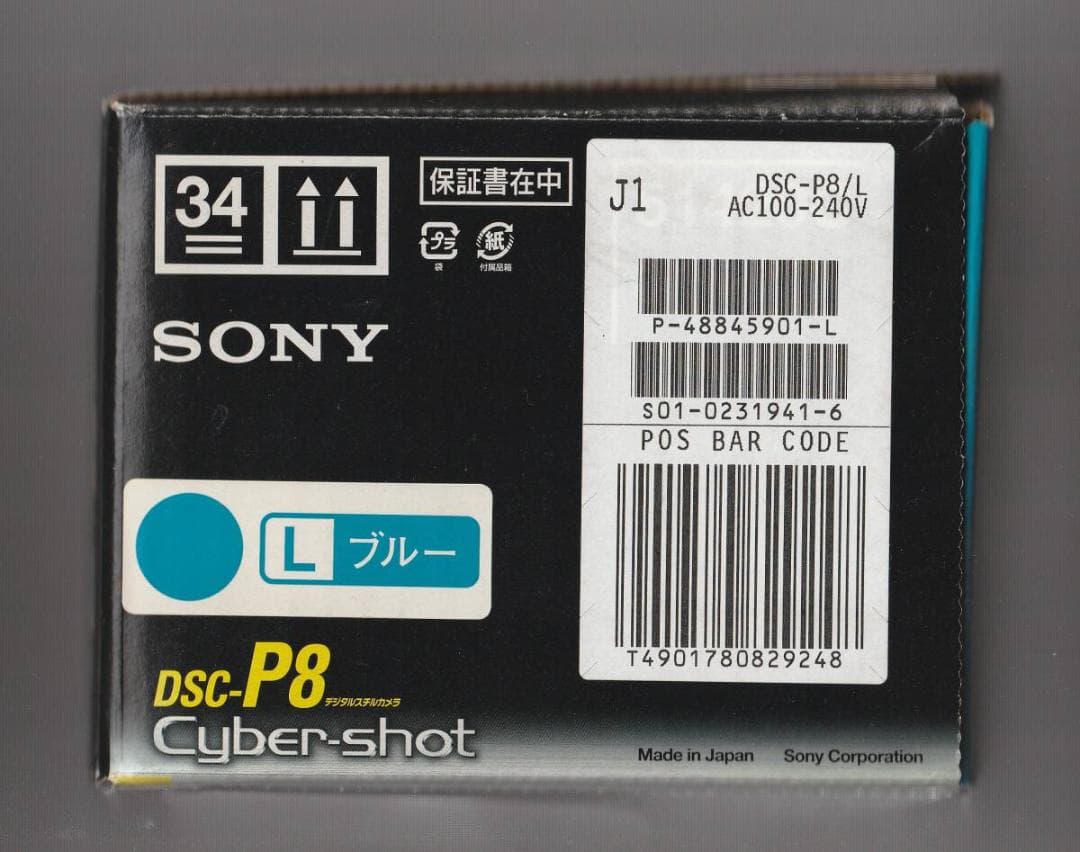 34
保証書在中
プラ
袋
紙
付属品箱
SONY
L ブルー
DSC-P8
デジタルスチルカメラ
Cyber-shot
J1
DSC-P8/L
AC100-240V
P-48845901-L
S01-0231941-6
POS BAR CODE
T4901780829248
Made in Japan Sony Corporation